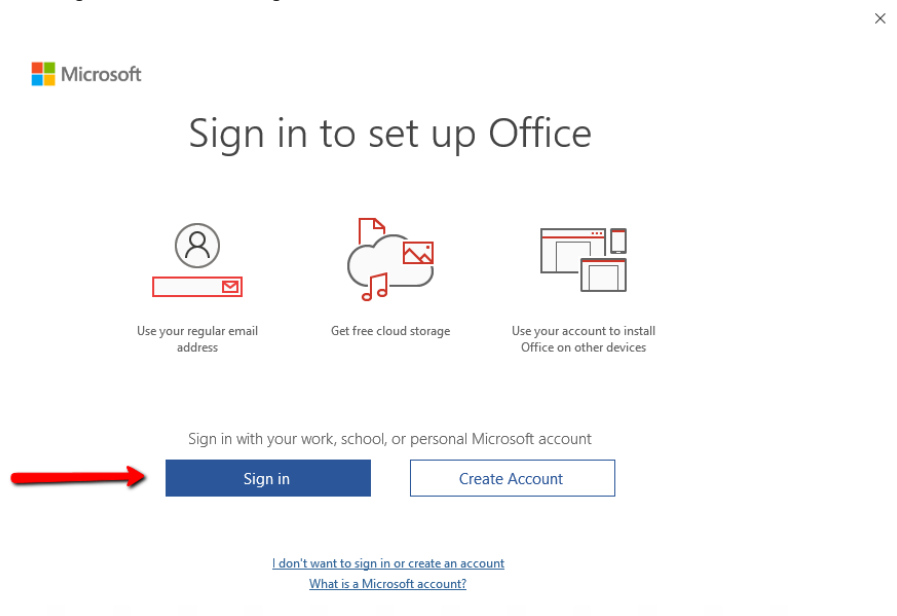 Microsoft
Sign in to set up Office
Use your regular email
address
Get free cloud storage
Use your account to install
Office on other devices
Sign in with your work, school, or personal Microsoft account
Sign in
Create Account
I don't want to sign in or create an account
What is a Microsoft account?